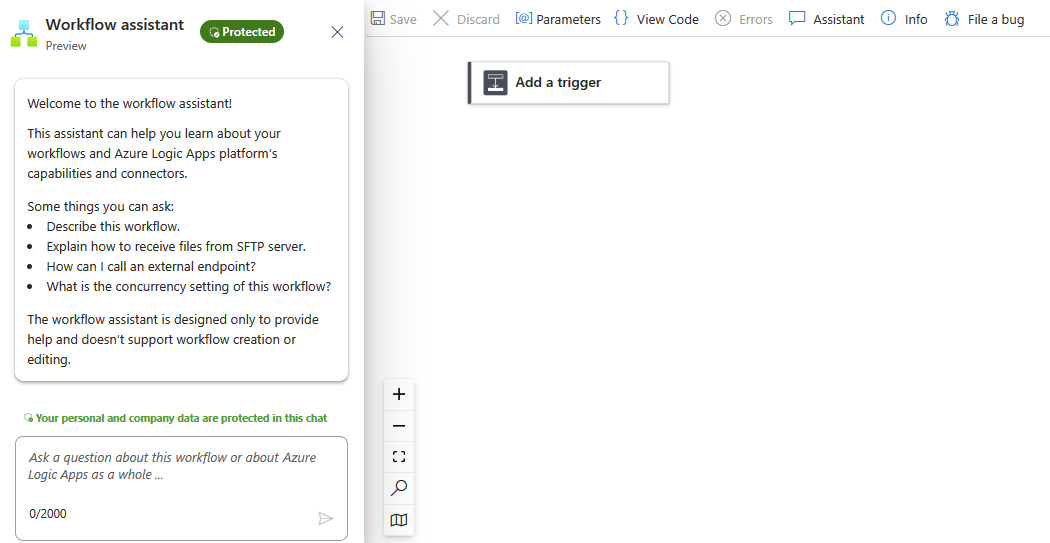 Workflow assistant
Protected
Preview
Welcome to the workflow assistant!
This assistant can help you learn about your
workflows and Azure Logic Apps platform's
capabilities and connectors.
Some things you can ask:
• Describe this workflow.
• Explain how to receive files from SFTP server.
• How can I call an external endpoint?
• What is the concurrency setting of this workflow?
The workflow assistant is designed only to provide
help and doesn't support workflow creation or
editing.
Your personal and company data are protected in this chat
Ask a question about this workflow or about Azure
Logic Apps as a whole ...
0/2000
Save Discard [@] Parameters {} View Code Errors Assistant Info File a bug
Add a trigger